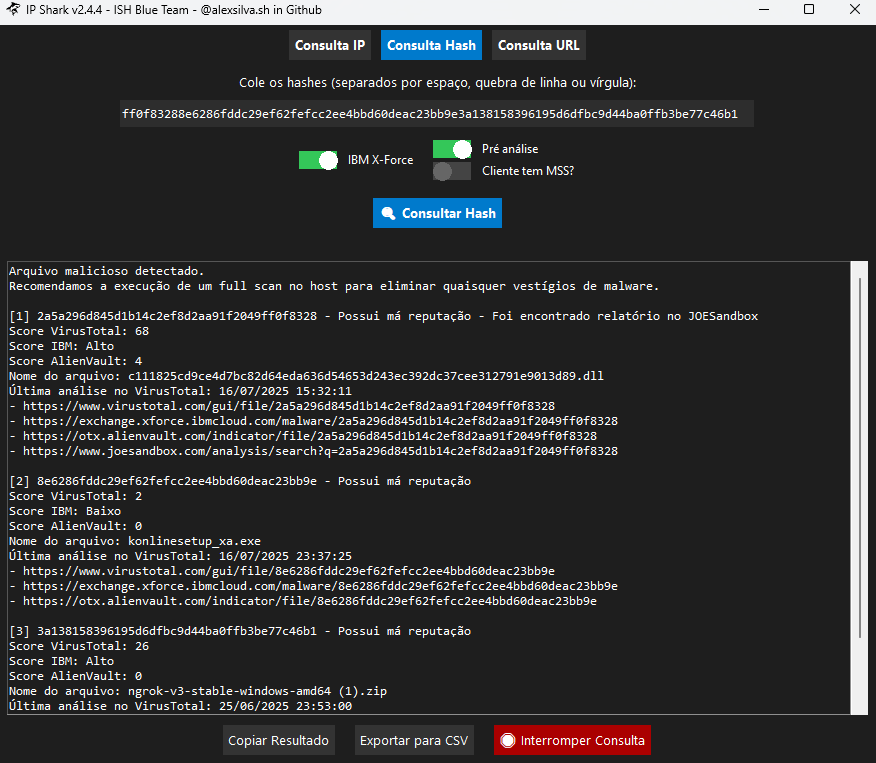 IP Shark v2.4.4 - ISH Blue Team - @alexsilva.sh in Github
Consulta IP Consulta Hash Consulta URL
Cole os hashes (separados por espaço, quebra de linha ou vírgula):
ff0f83288e6286fddc29ef62fefcc2ee4bbd60deac23bb9e3a138158396195d6dfbc9d44ba0ffb3be77c46b1
IBM X-Force
Pré análise
Cliente tem MSS?
Consultar Hash
Arquivo malicioso detectado.
Recomendamos a execução de um full scan no host para eliminar quaisquer vestígios de malware.
[1] 2a5a296d845d1b14c2ef8d2aa91f2049ff0f8328 - Possui má reputação - Foi encontrado relatório no JOESandbox
Score VirusTotal: 68
Score IBM: Alto
Score AlienVault: 4
Nome do arquivo: c111825cd9ce4d7bc82d64eda636d54653d243ec392dc37cee312791e9013d89.dll
Última análise no VirusTotal: 16/07/2025 15:32:11
- https://www.virustotal.com/gui/file/2a5a296d845d1b14c2ef8d2aa91f2049ff0f8328
- https://exchange.xforce.ibmcloud.com/malware/2a5a296d845d1b14c2ef8d2aa91f2049ff0f8328
- https://otx.alienvault.com/indicator/file/2a5a296d845d1b14c2ef8d2aa91f2049ff0f8328
- https://www.joesandbox.com/analysis/search?q=2a5a296d845d1b14c2ef8d2aa91f2049ff0f8328
[2] 8e6286fddc29ef62fefcc2ee4bbd60deac23bb9e - Possui má reputação
Score VirusTotal: 2
Score IBM: Baixo
Score AlienVault: 0
Nome do arquivo: konlinesetup_xa.exe
Última análise no VirusTotal: 16/07/2025 23:37:25
- https://www.virustotal.com/gui/file/8e6286fddc29ef62fefcc2ee4bbd60deac23bb9e
- https://exchange.xforce.ibmcloud.com/malware/8e6286fddc29ef62fefcc2ee4bbd60deac23bb9e
- https://otx.alienvault.com/indicator/file/8e6286fddc29ef62fefcc2ee4bbd60deac23bb9e
[3] 3a138158396195d6dfbc9d44ba0ffb3be77c46b1 - Possui má reputação
Score VirusTotal: 26
Score IBM: Alto
Score AlienVault: 0
Nome do arquivo: ngrok-v3-stable-windows-amd64 (1).zip
Última análise no VirusTotal: 25/06/2025 23:53:00
Copiar Resultado Exportar para CSV Interromper Consulta